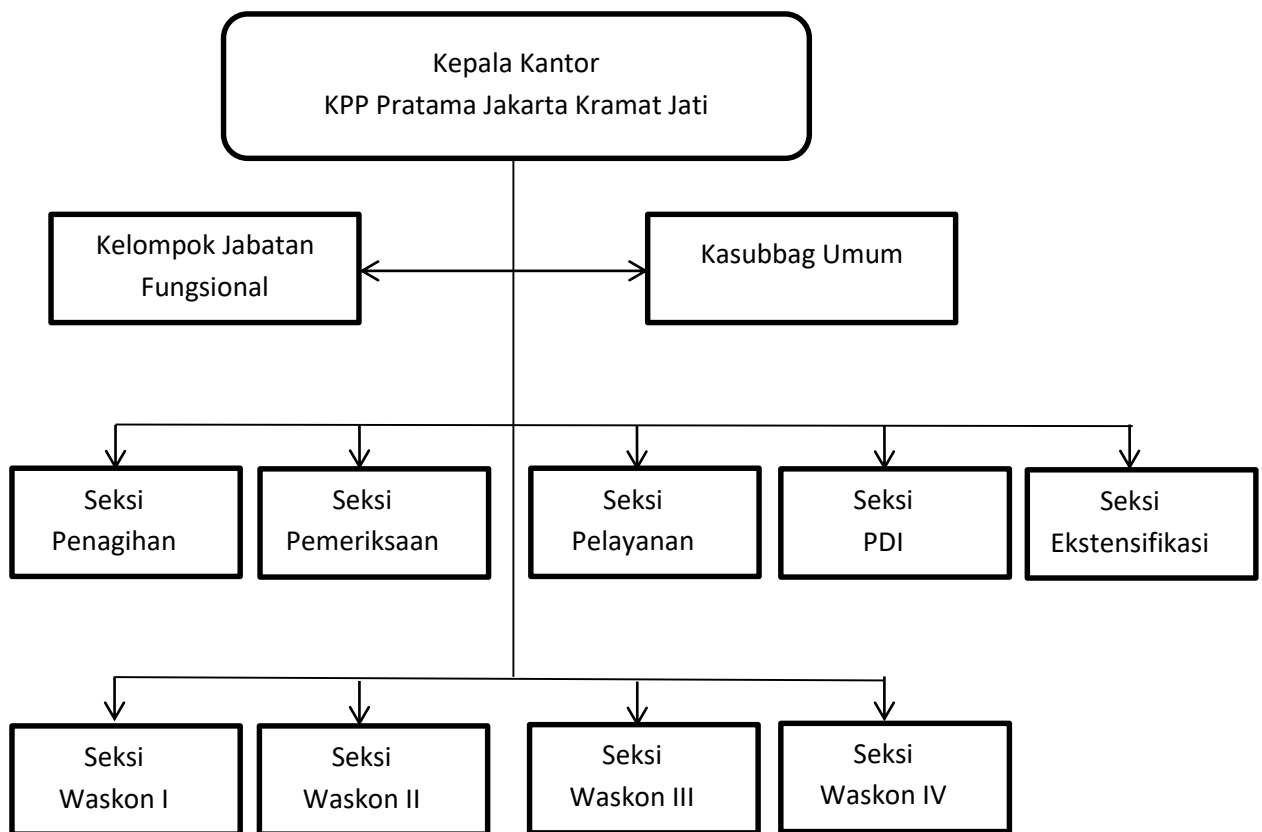 Kepala Kantor
KPP Pratama Jakarta Kramat Jati
Kelompok Jabatan
Fungsional
Kasubbag Umum
Seksi
Penagihan
Seksi
Pemeriksaan
Seksi
Pelayanan
Seksi
PDI
Seksi
Ekstensifikasi
Seksi
Waskon I
Seksi
Waskon II
Seksi
Waskon III
Seksi
Waskon IV